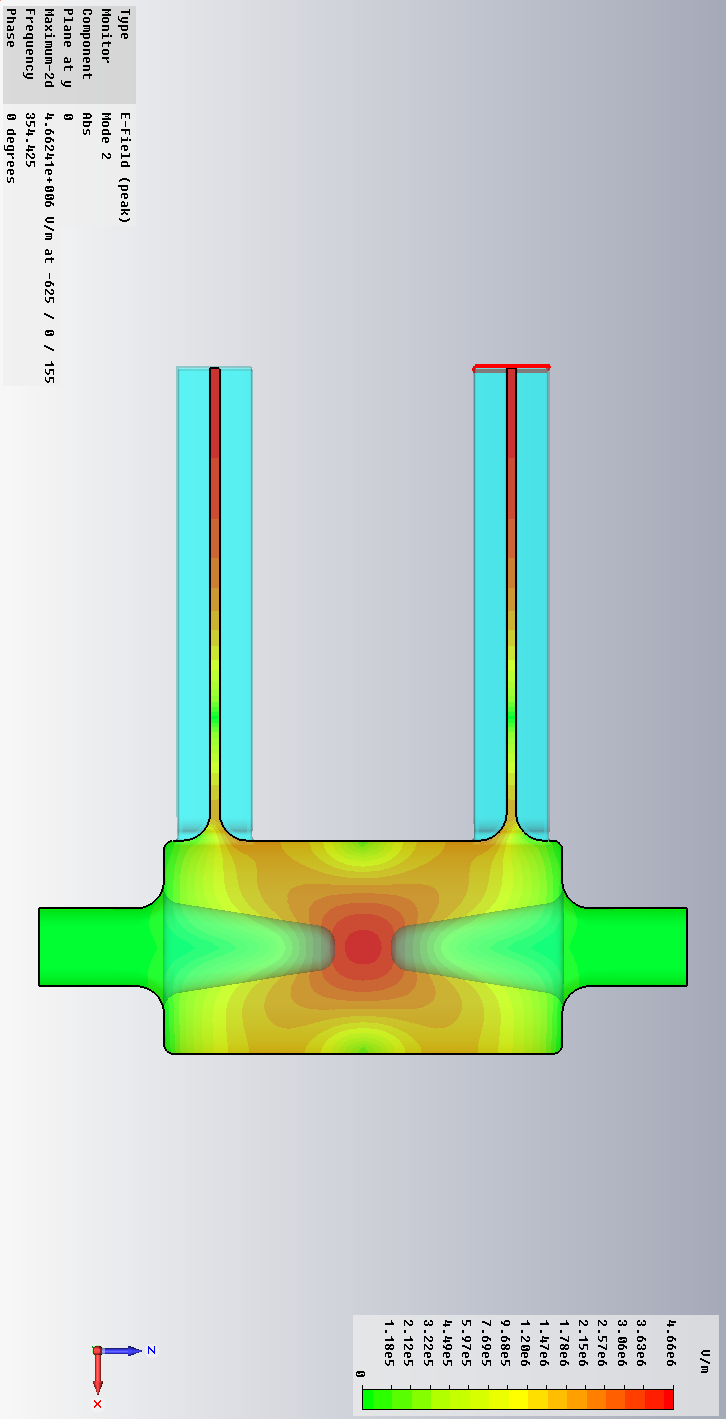 Type E-Field (peak)
Monitor Mode 2
Component Abs
Plane at y 0
Maximum-2d 4.66241e+006 V/m at -625 / 0 / 155
Frequency 354.425
Phase 0 degrees
V/m
4.66e6
3.63e6
3.06e6
2.57e6
2.15e6
1.78e6
1.47e6
1.20e6
9.68e5
7.69e5
5.97e5
4.49e5
3.22e5
2.12e5
1.18e5
0
z
x